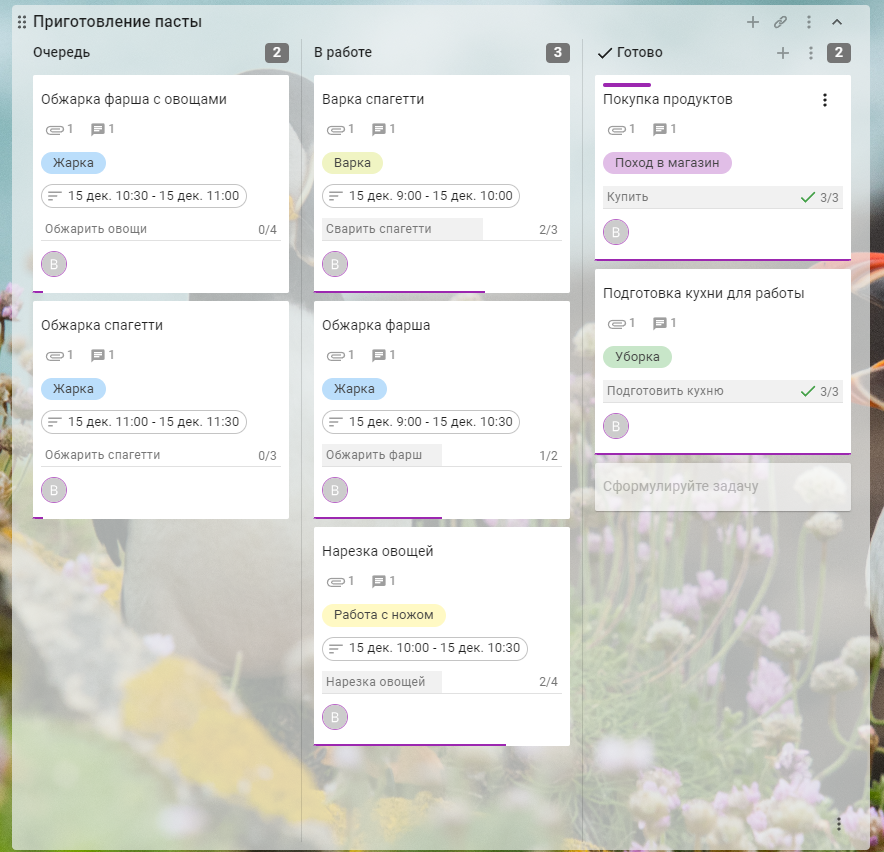 Приготовление пасты
Очередь 2
Обжарка фарша с овощами
1 1
Жарка
15 дек. 10:30 - 15 дек. 11:00
Обжарить овощи 0/4
B
Обжарка спагетти
1 1
Жарка
15 дек. 11:00 - 15 дек. 11:30
Обжарить спагетти 0/3
B
В работе 3
Варка спагетти
1 1
Варка
15 дек. 9:00 - 15 дек. 10:00
Сварить спагетти 2/3
B
Обжарка фарша
1 1
Жарка
15 дек. 9:00 - 15 дек. 10:30
Обжарить фарш 1/2
B
Нарезка овощей
1 1
Работа с ножом
15 дек. 10:00 - 15 дек. 10:30
Нарезка овощей 2/4
B
Готово 2
Покупка продуктов
1 1
Поход в магазин
Купить 3/3
B
Подготовка кухни для работы
1 1
Уборка
Подготовить кухню 3/3
B
Сформулируйте задачу